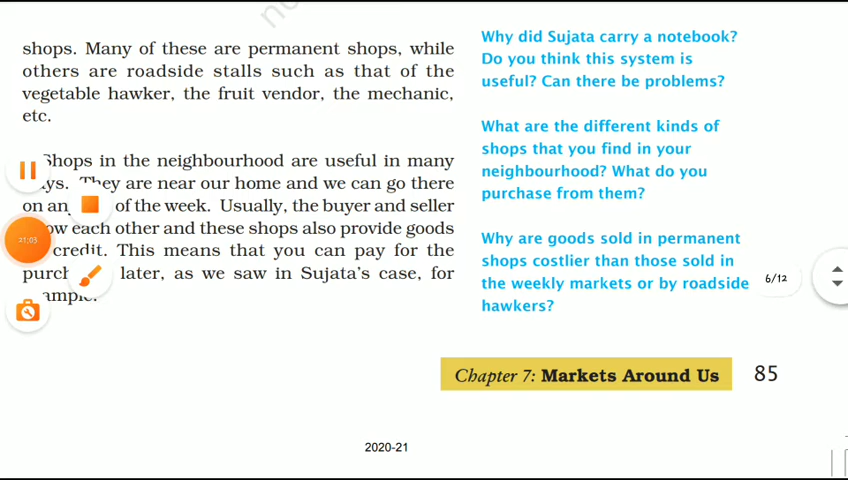 shops. Many of these are permanent shops, while
others are roadside stalls such as that of the
vegetable hawker, the fruit vendor, the mechanic,
etc.
Shops in the neighbourhood are useful in many
They are near our home and we can go there
on of the week. Usually, the buyer and seller
each other and these shops also provide goods
credit. This means that you can pay for the
later, as we saw in Sujata's case, for
21:03
Why did Sujata carry a notebook?
Do you think this system is
useful? Can there be problems?
What are the different kinds of
shops that you find in your
neighbourhood? What do you
purchase from them?
Why are goods sold in permanent
shops costlier than those sold in
the weekly markets or by roadside
hawkers?
6/12
Chapter 7: Markets Around Us 85
2020-21